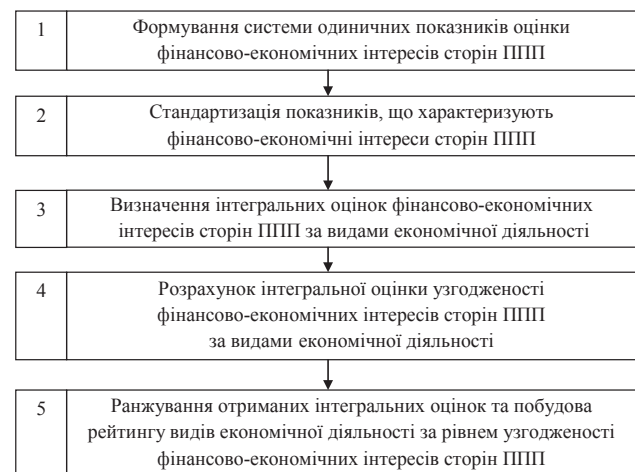 1
Формування системи одиничних показників оцінки
фінансово-економічних інтересів сторін ППП
2
Стандартизація показників, що характеризують
фінансово-економічні інтереси сторін ППП
3
Визначення інтегральних оцінок фінансово-економічних
інтересів сторін ППП за видами економічної діяльності
4
Розрахунок інтегральної оцінки узгодженості
фінансово-економічних інтересів сторін ППП
за видами економічної діяльності
5
Ранжування отриманих інтегральних оцінок та побудова
рейтингу видів економічної діяльності за рівнем узгодженості
фінансово-економічних інтересів сторін ППП